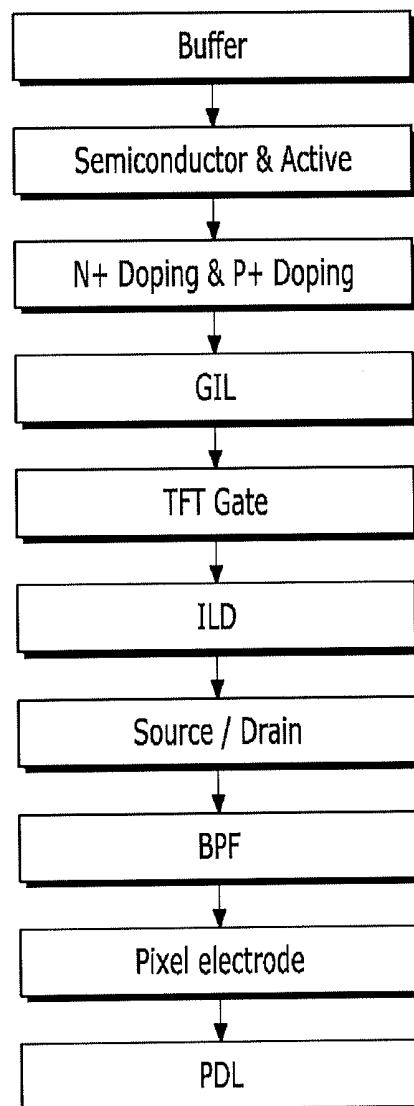 Buffer
Semiconductor & Active
N+ Doping & P+ Doping
GIL
TFT Gate
ILD
Source / Drain
BPF
Pixel electrode
PDL